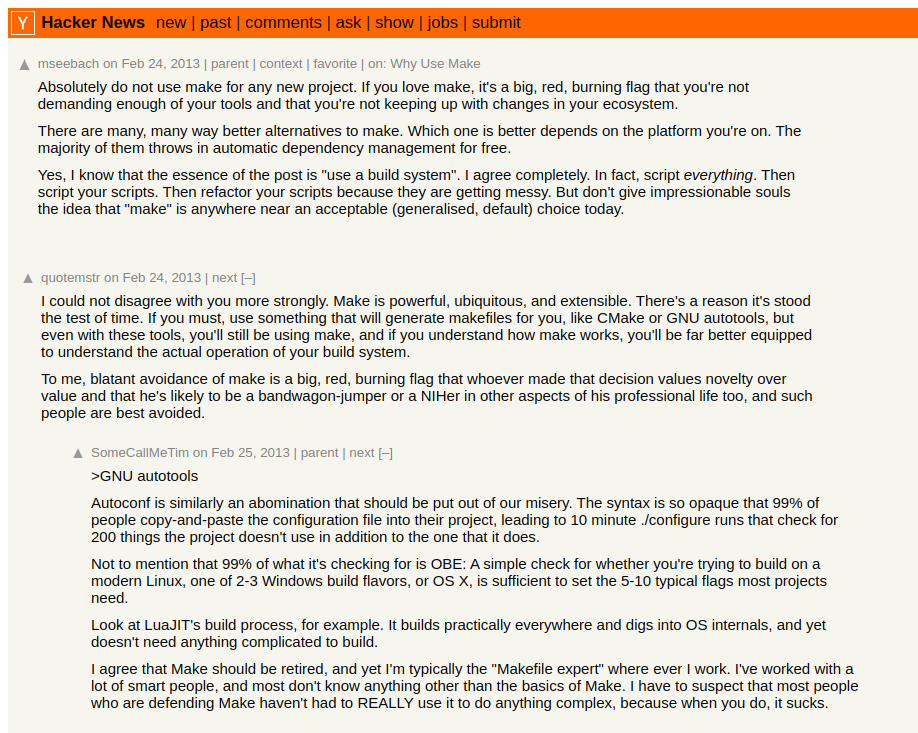 Y Hacker News new | past | comments | ask | show | jobs | submit
▲ mseebach on Feb 24, 2013 | parent | context | favorite | on: Why Use Make
Absolutely do not use make for any new project. If you love make, it's a big, red, burning flag that you're not
demanding enough of your tools and that you're not keeping up with changes in your ecosystem.
There are many, many way better alternatives to make. Which one is better depends on the platform you're on. The
majority of them throws in automatic dependency management for free.
Yes, I know that the essence of the post is "use a build system". I agree completely. In fact, script everything. Then
script your scripts. Then refactor your scripts because they are getting messy. But don't give impressionable souls
the idea that "make" is anywhere near an acceptable (generalised, default) choice today.
▲ quotemstr on Feb 24, 2013 | next [–]
I could not disagree with you more strongly. Make is powerful, ubiquitous, and extensible. There's a reason it's stood
the test of time. If you must, use something that will generate makefiles for you, like CMake or GNU autotools, but
even with these tools, you'll still be using make, and if you understand how make works, you'll be far better equipped
to understand the actual operation of your build system.
To me, blatant avoidance of make is a big, red, burning flag that whoever made that decision values novelty over
value and that he's likely to be a bandwagon-jumper or a NIHer in other aspects of his professional life too, and such
people are best avoided.
▲ SomeCallMeTim on Feb 25, 2013 | parent | next [–]
>GNU autotools
Autoconf is similarly an abomination that should be put out of our misery. The syntax is so opaque that 99% of
people copy-and-paste the configuration file into their project, leading to 10 minute ./configure runs that check for
200 things the project doesn't use in addition to the one that it does.
Not to mention that 99% of what it's checking for is OBE: A simple check for whether you're trying to build on a
modern Linux, one of 2-3 Windows build flavors, or OS X, is sufficient to set the 5-10 typical flags most projects
need.
Look at LuaJIT's build process, for example. It builds practically everywhere and digs into OS internals, and yet
doesn't need anything complicated to build.
I agree that Make should be retired, and yet I'm typically the "Makefile expert" where ever I work. I've worked with a
lot of smart people, and most don't know anything other than the basics of Make. I have to suspect that most people
who are defending Make haven't had to REALLY use it to do anything complex, because when you do, it sucks.